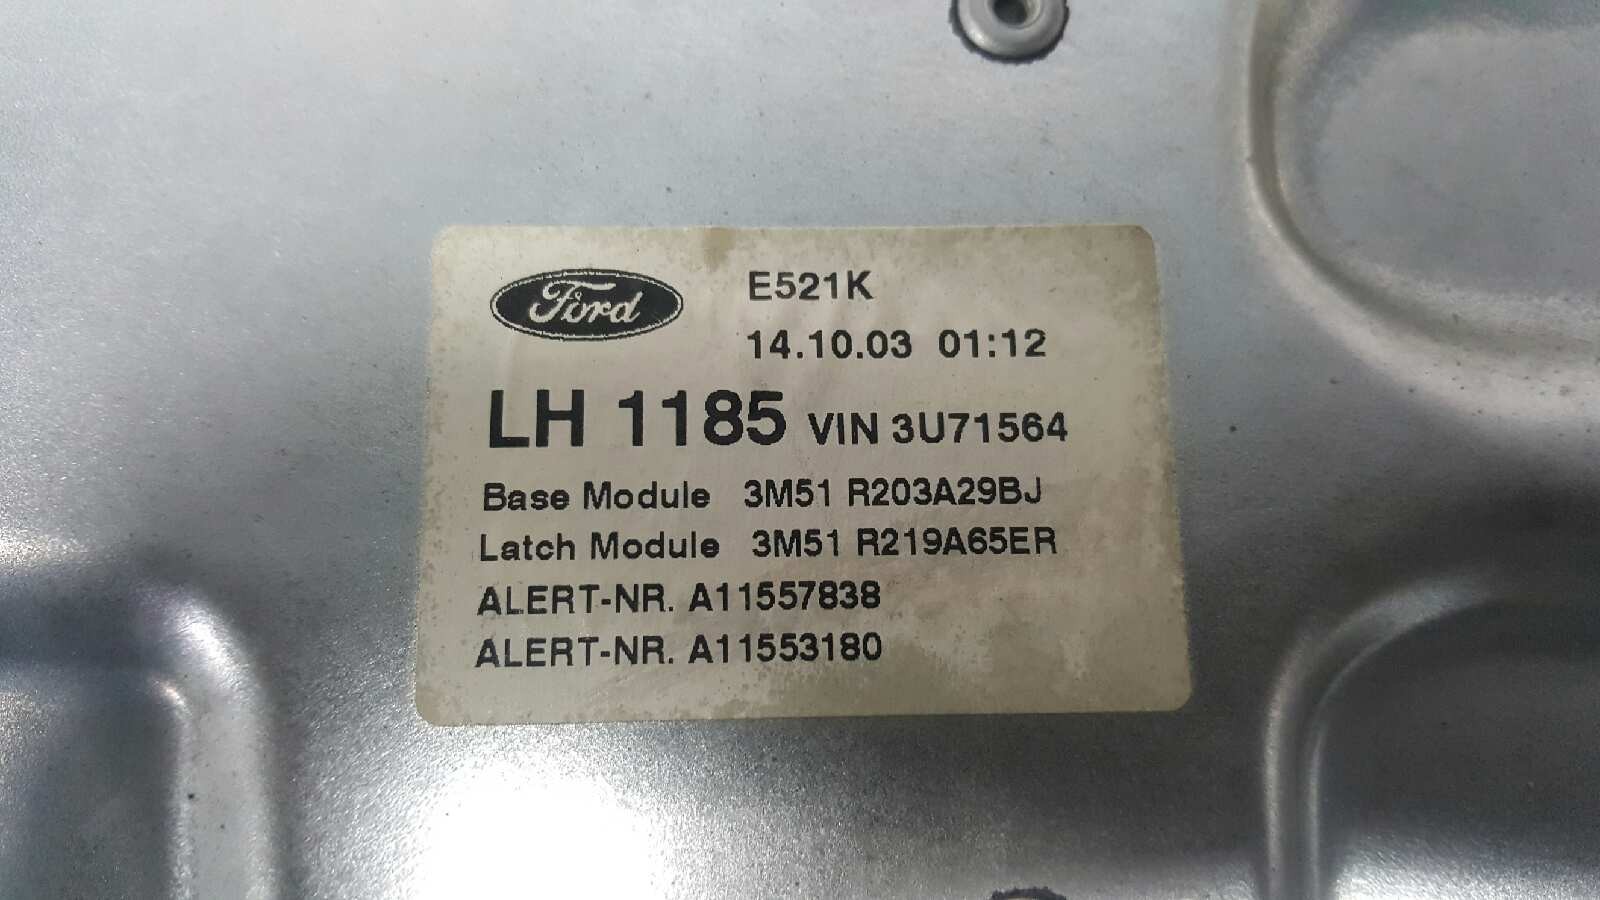 Ford
E521K
14.10.03 01:12
LH 1185 VIN 3U71564
Base Module 3M51 R203A29BJ
Latch Module 3M51 R219A65ER
ALERT-NR. A11557838
ALERT-NR. A11553180